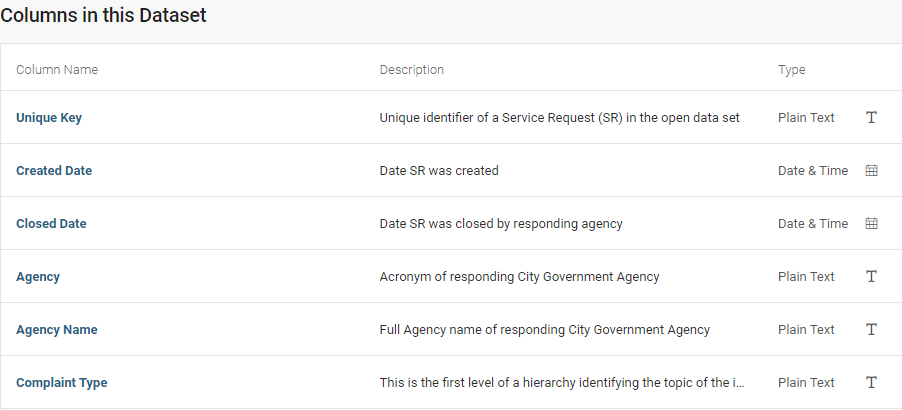 Columns in this Dataset
Column Name Description Type
Unique Key Unique identifier of a Service Request (SR) in the open data set Plain Text
Created Date Date SR was created Date & Time
Closed Date Date SR was closed by responding agency Date & Time
Agency Acronym of responding City Government Agency Plain Text
Agency Name Full Agency name of responding City Government Agency Plain Text
Complaint Type This is the first level of a hierarchy identifying the topic of the i... Plain Text